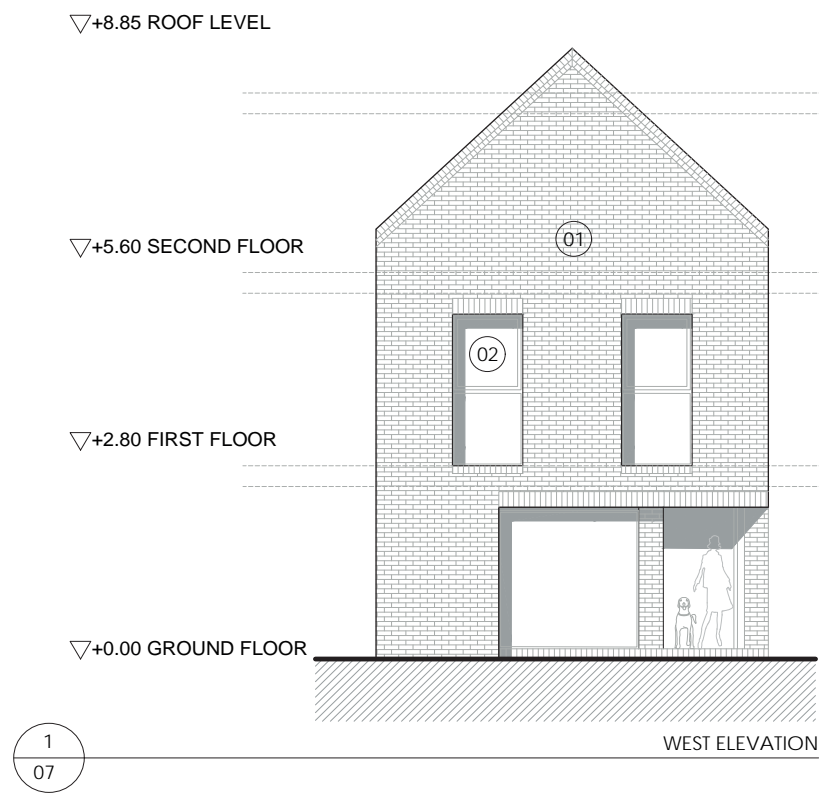 +8.85 ROOF LEVEL
01
+5.60 SECOND FLOOR
02
+2.80 FIRST FLOOR
+0.00 GROUND FLOOR
1
WEST ELEVATION
07